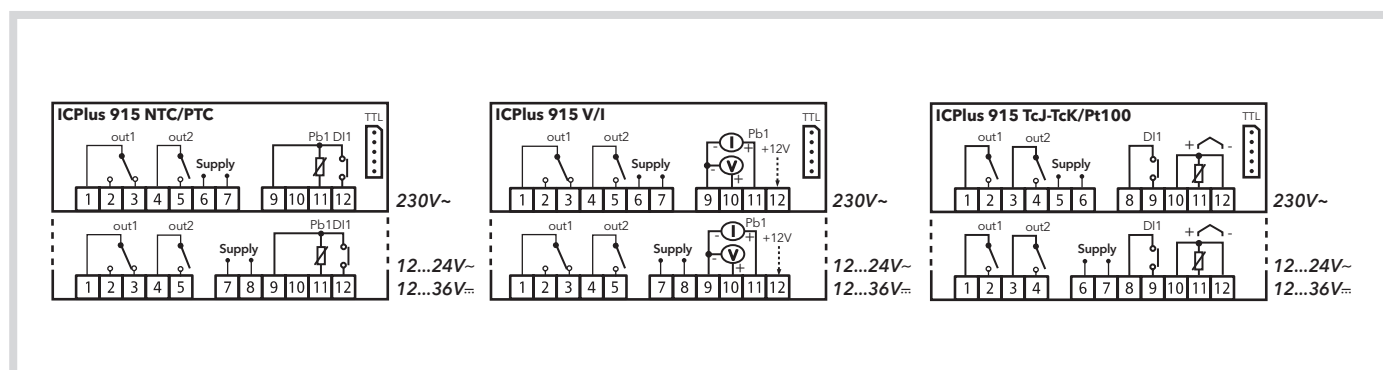 ICPlus 915 NTC/PTC
TTL
out1 out2 Supply Pb1 DI1
1 2 3 4 5 6 7 9 10 11 12
230V~
out1 out2 Supply Pb1DI1
1 2 3 4 5 7 8 9 10 11 12
12...24V~
12...36V⎓
ICPlus 915 V/I
TTL
out1 out2 Supply - I + Pb1 +12V
- V +
1 2 3 4 5 6 7 9 10 11 12
230V~
out1 out2 Supply - I + Pb1 +12V
- V +
1 2 3 4 5 7 8 9 10 11 12
12...24V~
12...36V⎓
ICPlus 915 TcJ-TcK/Pt100
TTL
out1 out2 Supply DI1 + -
1 2 3 4 5 6 8 9 10 11 12
230V~
out1 out2 Supply DI1 + -
1 2 3 4 6 7 8 9 10 11 12
12...24V~
12...36V⎓